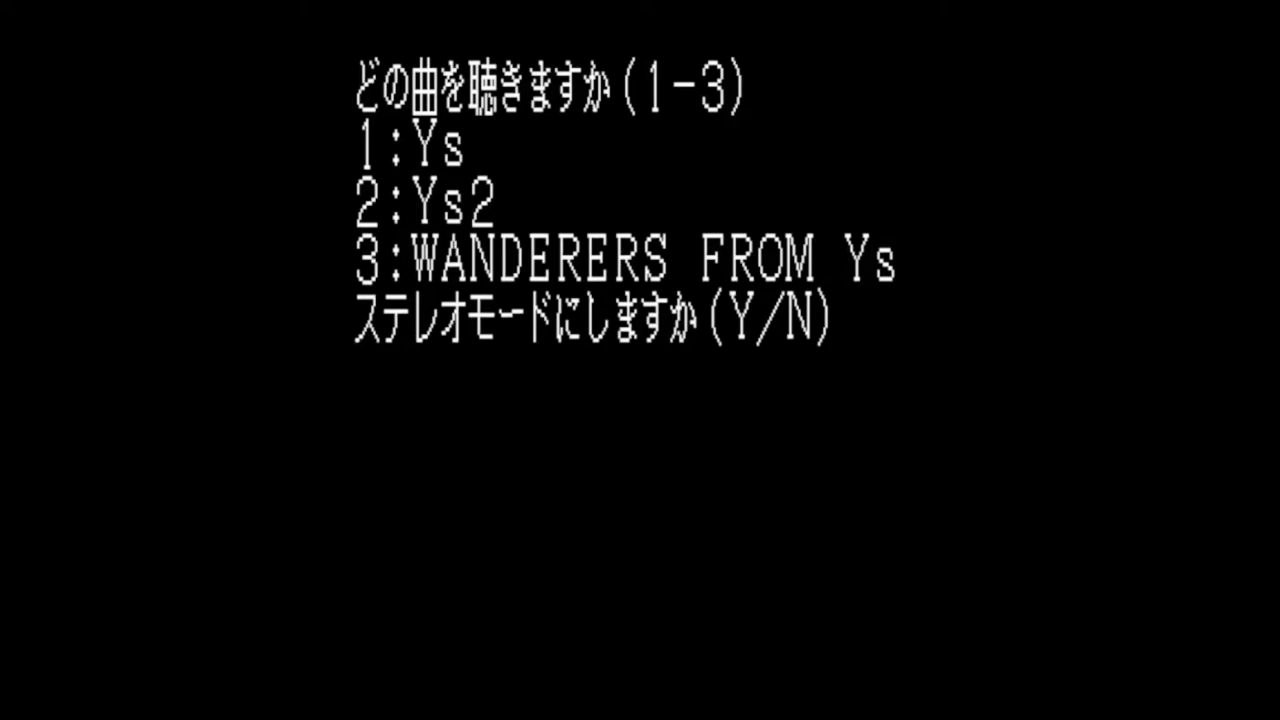 どの曲を聴きますか(1-3)
1:Ys
2:Ys2
3:WANDERERS FROM Ys
ステレオモードにしますか(Y/N)